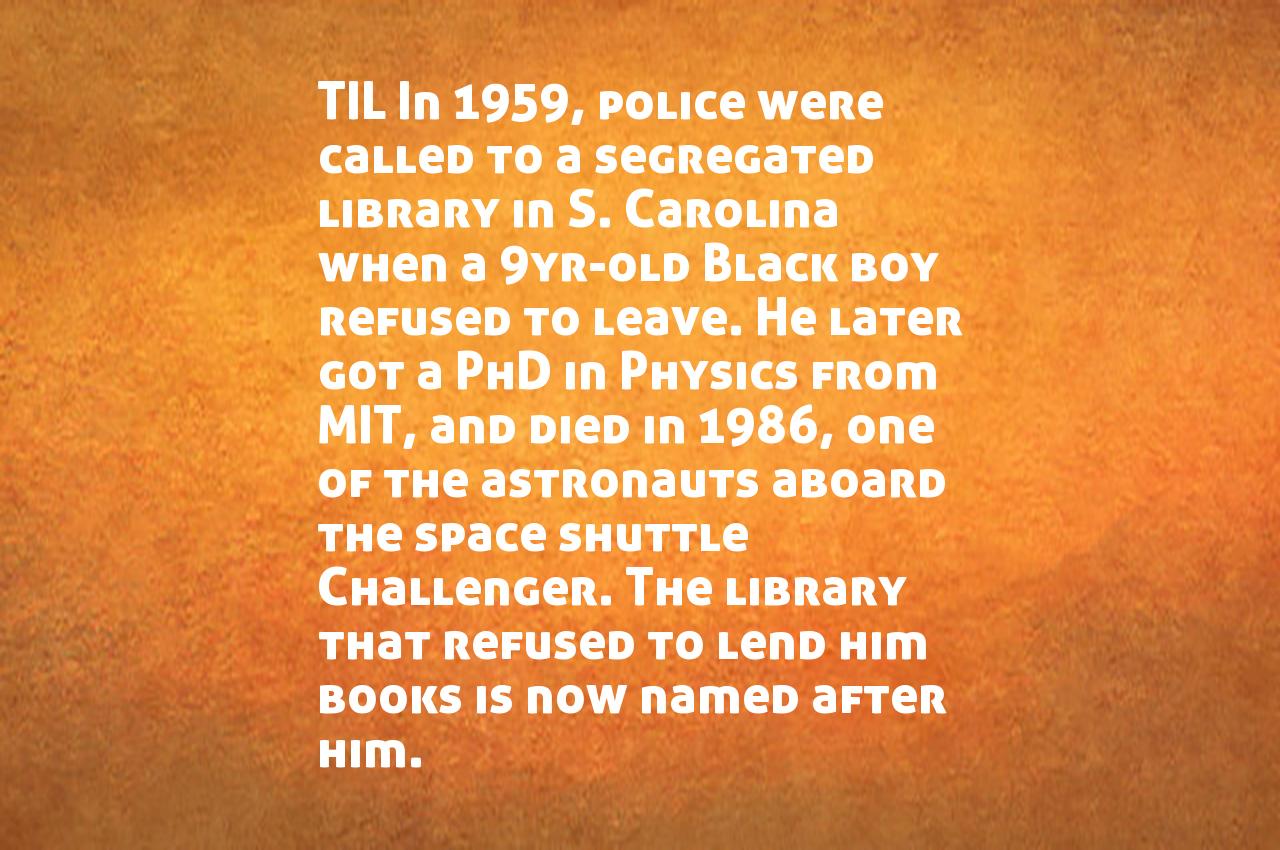 TIL In 1959, police were
called to a segregated
library in S. Carolina
when a 9yr-old Black boy
refused to leave. He later
got a PhD in Physics from
MIT, and died in 1986, one
of the astronauts aboard
the space shuttle
Challenger. The library
that refused to lend him
books is now named after
him.